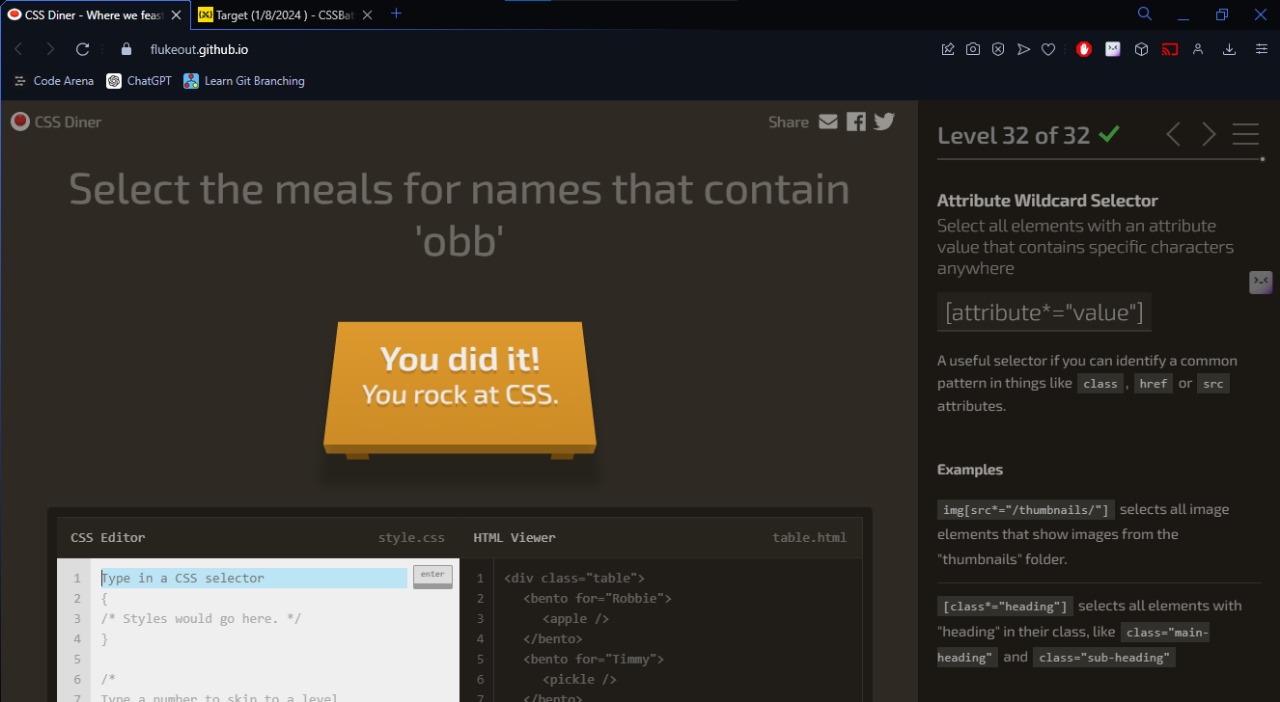 CSS Diner - Where we feas
Target (1/8/2024 ) - CSSBat
flukeout.github.io
Code Arena
ChatGPT
Learn Git Branching
CSS Diner
Share
Select the meals for names that contain
'obb'
You did it!
You rock at CSS.
CSS Editor
style.css
1 Type in a CSS selector
enter
2 {
3 /* Styles would go here. */
4 }
5
6 /*
7 Type a number to skip to a level
HTML Viewer
table.html
1 <div class="table">
2 <bento for="Robbie">
3 <apple />
4 </bento>
5 <bento for="Timmy">
6 <pickle />
7 </bento>
Level 32 of 32
Attribute Wildcard Selector
Select all elements with an attribute
value that contains specific characters
anywhere
[attribute*="value"]
A useful selector if you can identify a common
pattern in things like class , href or src
attributes.
Examples
img[src*="/thumbnails/"] selects all image
elements that show images from the
"thumbnails" folder.
[class*="heading"] selects all elements with
"heading" in their class, like class="main-
heading" and class="sub-heading"